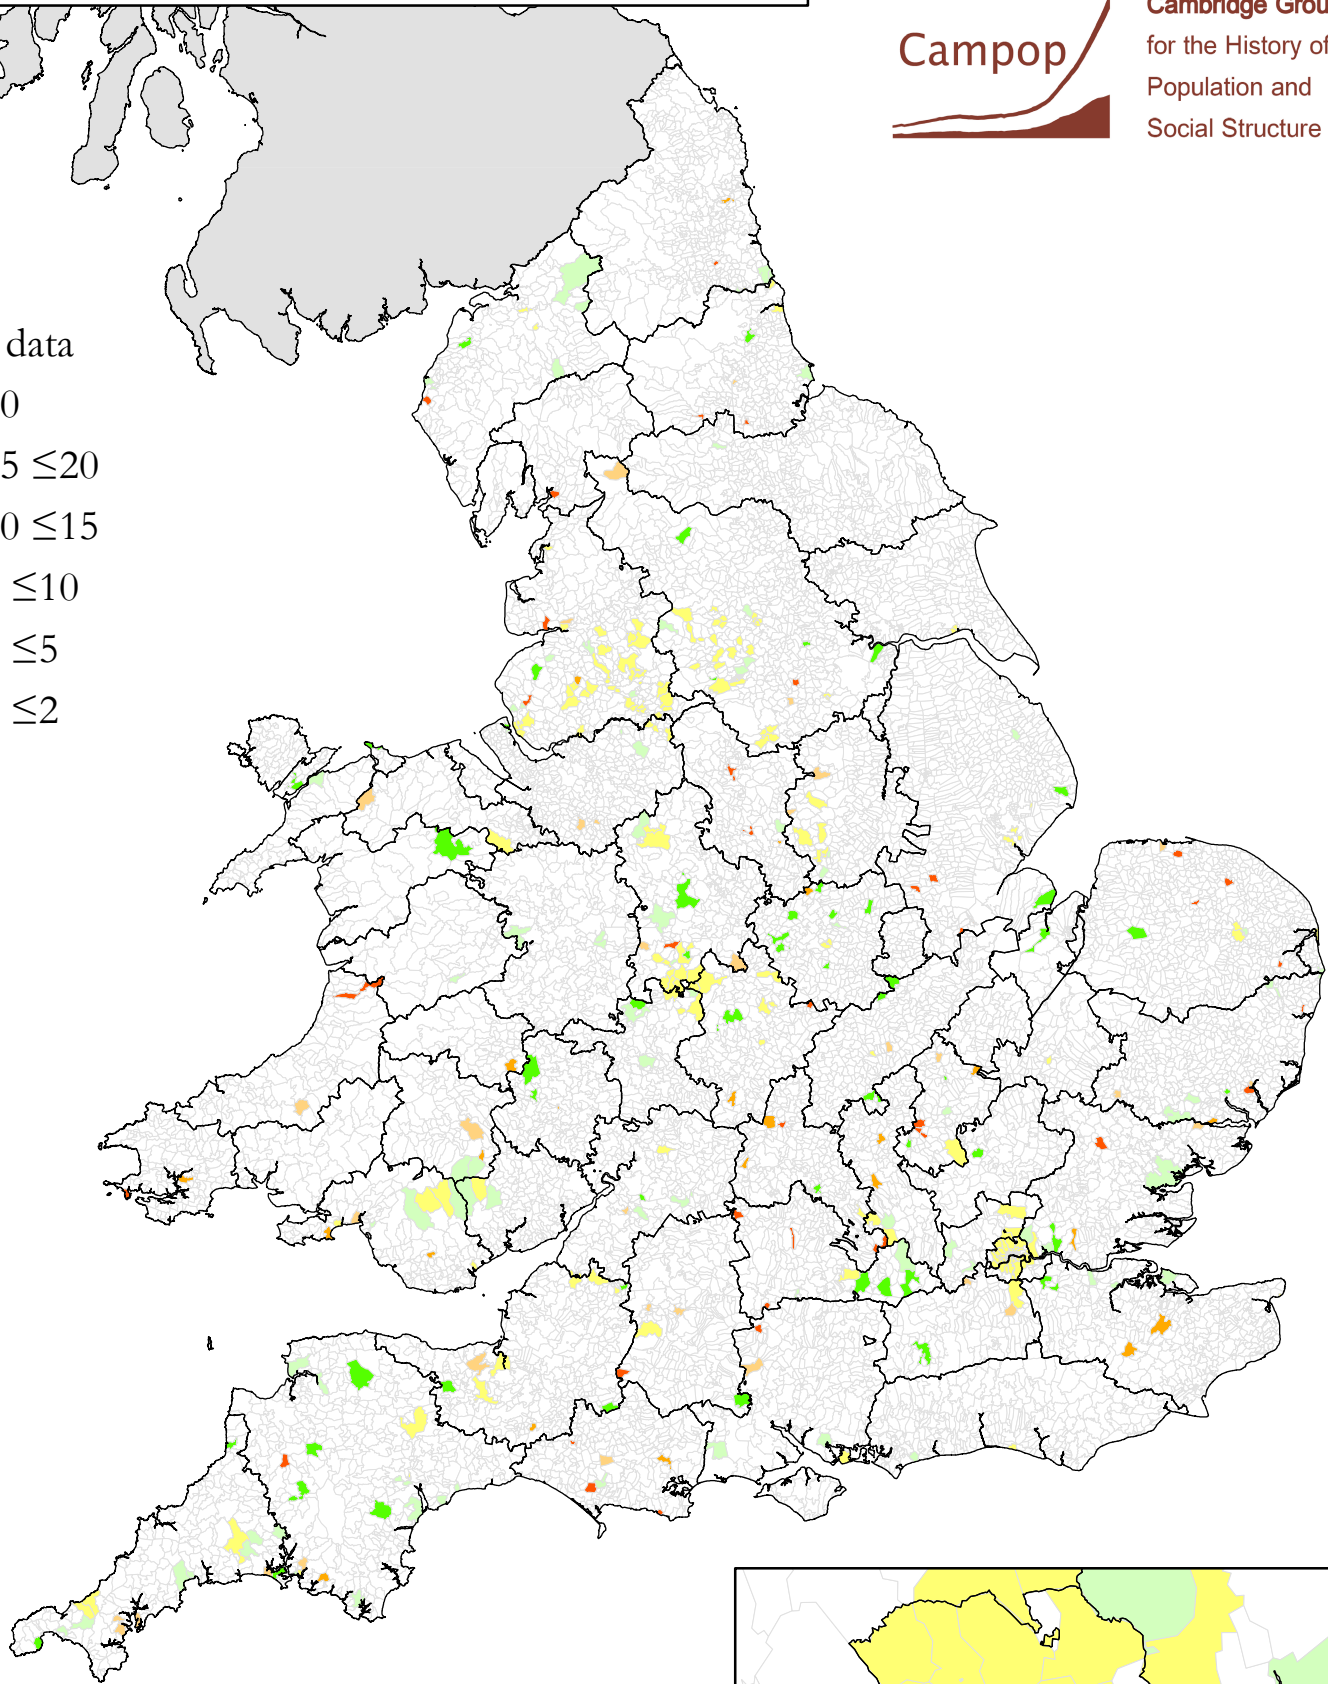 Campop
Cambridge Grou
for the History of
Population and
Social Structure
data
0
5 ≤20
0 ≤15
≤10
≤5
≤2